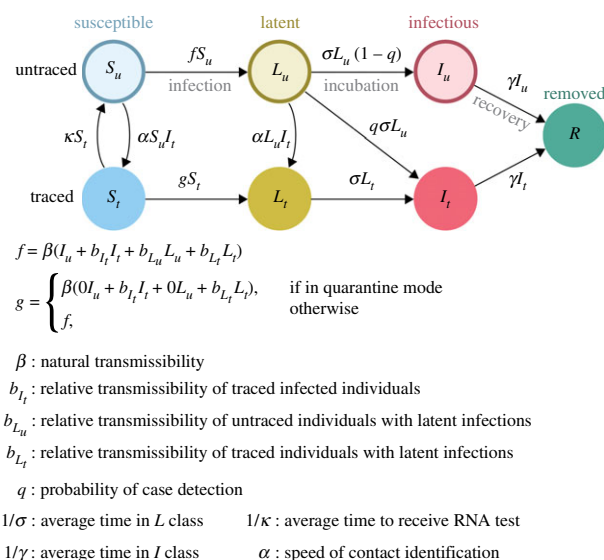 susceptible latent infectious
untraced S_u fS_u L_u σL_u (1 – q) I_u
infection incubation γI_u
recovery removed
κS_t αS_uI_t αL_uI_t qσL_u R
traced S_t gS_t L_t σL_t I_t γI_t
f = β(I_u + b_{I_t}I_t + b_{L_u}L_u + b_{L_t}L_t)
g = { β(0I_u + b_{I_t}I_t + 0L_u + b_{L_t}L_t), if in quarantine mode
f, otherwise
β : natural transmissibility
b_{I_t} : relative transmissibility of traced infected individuals
b_{L_u} : relative transmissibility of untraced individuals with latent infections
b_{L_t} : relative transmissibility of traced individuals with latent infections
q : probability of case detection
1/σ : average time in L class 1/κ : average time to receive RNA test
1/γ : average time in I class α : speed of contact identification